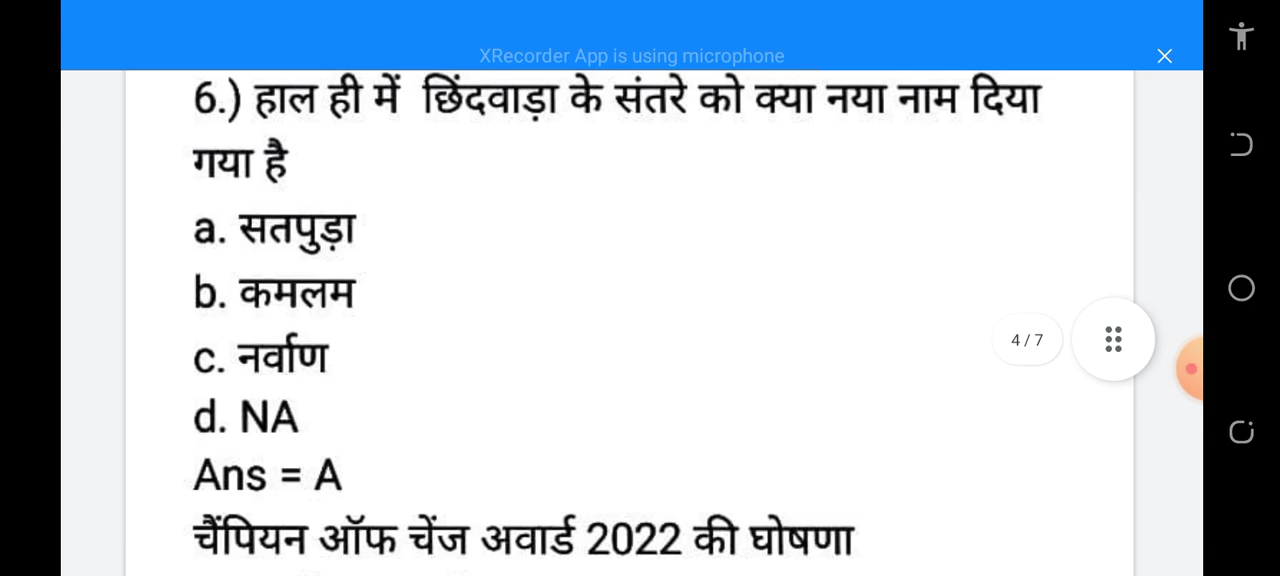 XRecorder App is using microphone
6.) हाल ही में छिंदवाड़ा के संतरे को क्या नया नाम दिया
गया है
a. सतपुड़ा
b. कमलम
c. नर्वाण
d. NA
4 / 7
Ans = A
चैंपियन ऑफ चेंज अवार्ड 2022 की घोषणा